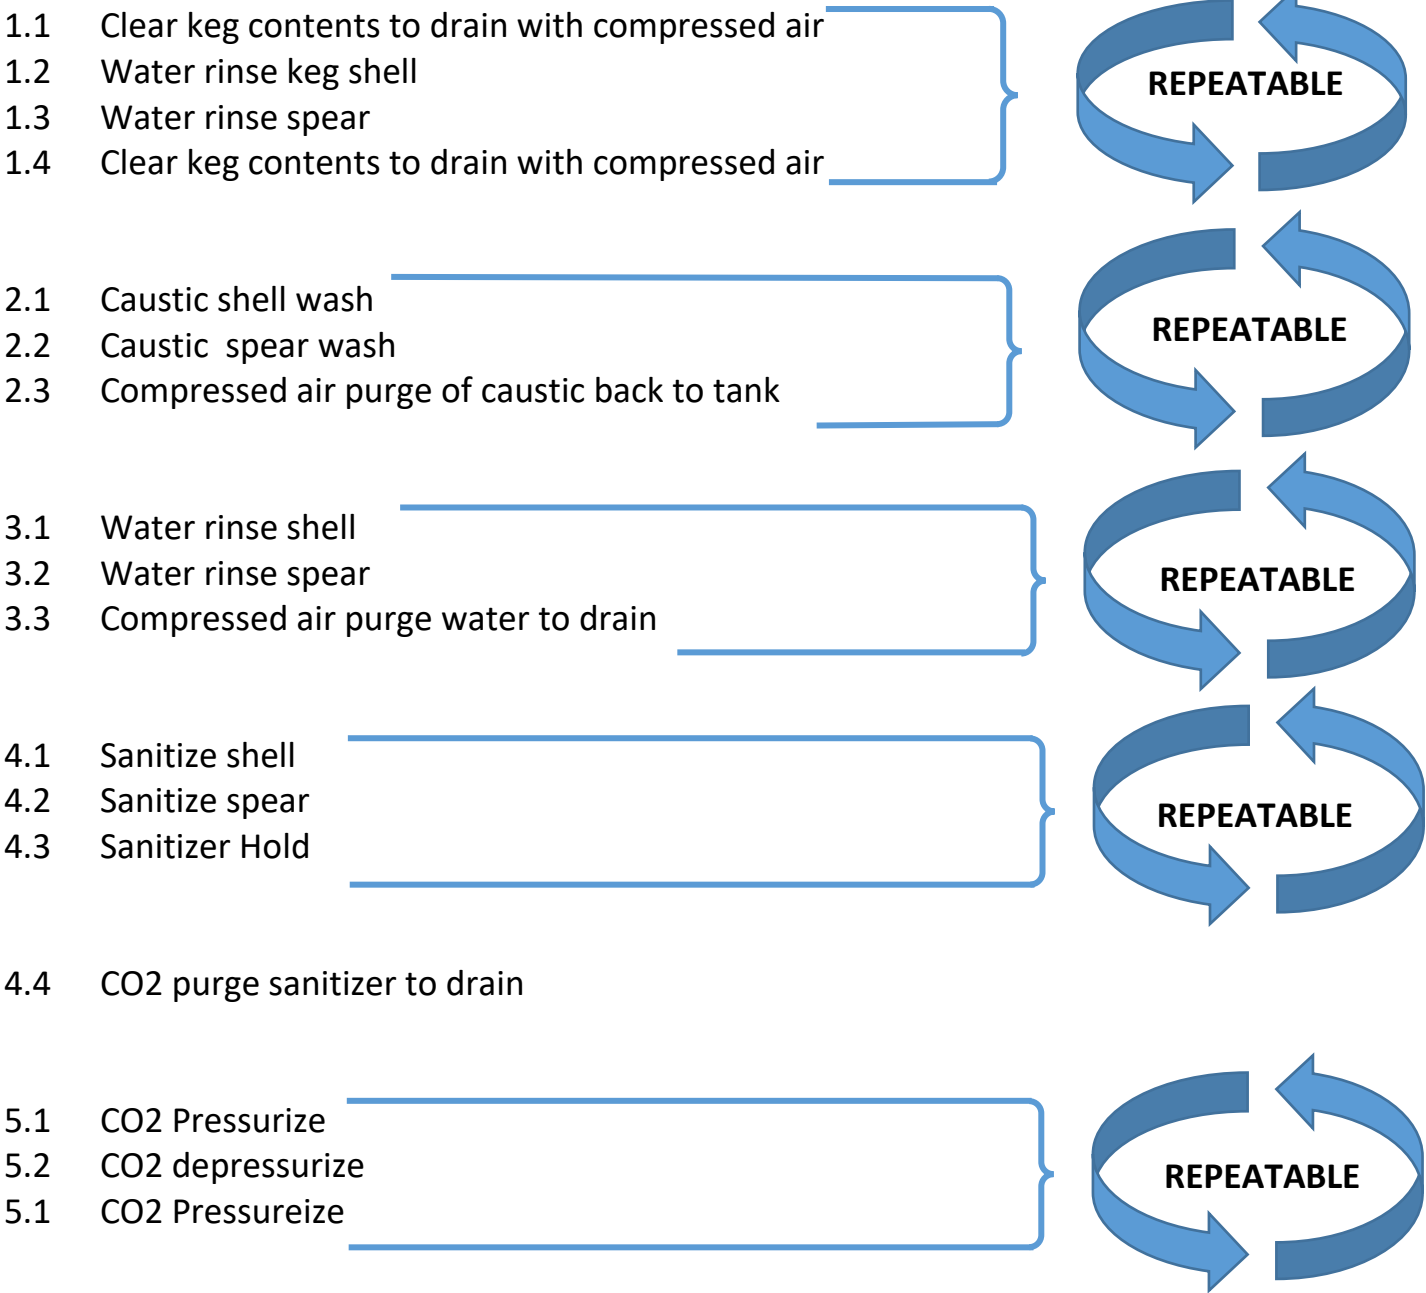 1.1 Clear keg contents to drain with compressed air
1.2 Water rinse keg shell
1.3 Water rinse spear
1.4 Clear keg contents to drain with compressed air
REPEATABLE
2.1 Caustic shell wash
2.2 Caustic  spear wash
2.3 Compressed air purge of caustic back to tank
REPEATABLE
3.1 Water rinse shell
3.2 Water rinse spear
3.3 Compressed air purge water to drain
REPEATABLE
4.1 Sanitize shell
4.2 Sanitize spear
4.3 Sanitizer Hold
REPEATABLE
4.4 CO2 purge sanitizer to drain
5.1 CO2 Pressurize
5.2 CO2 depressurize
5.1 CO2 Pressureize
REPEATABLE